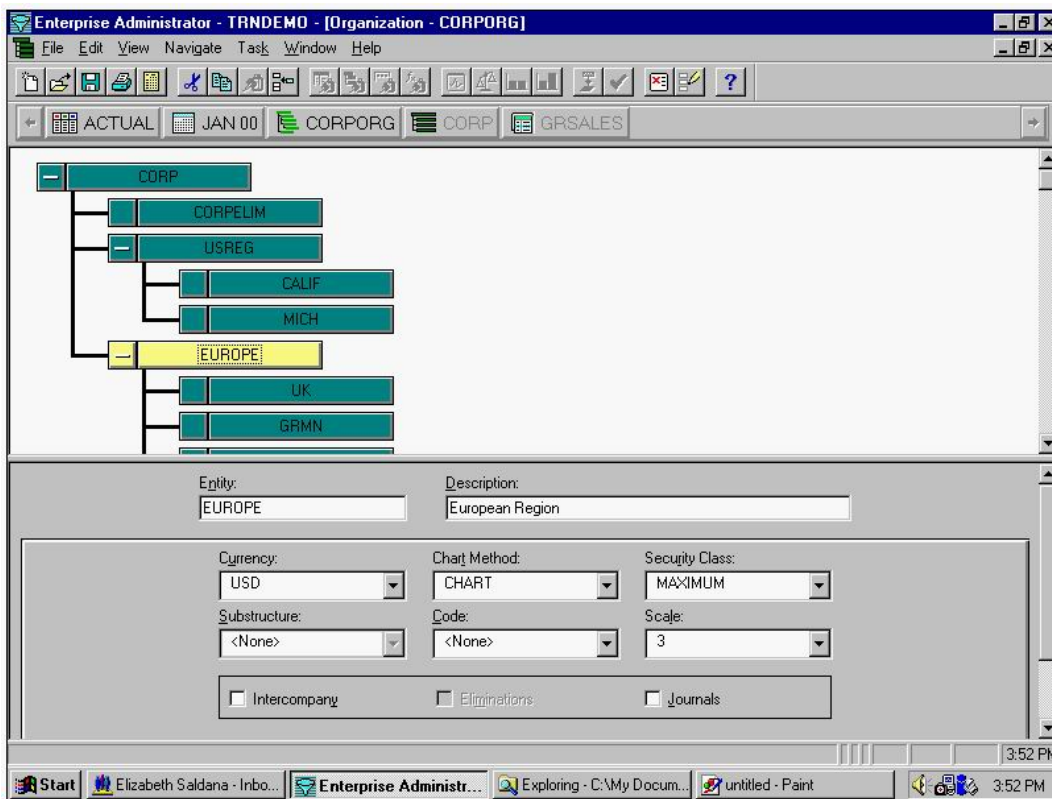 Enterprise Administrator - TRNDEMO - [Organization - CORPORG]
File Edit View Navigate Task Window Help
ACTUAL JAN 00 CORPORG CORP GRSALES
CORP
CORPELIM
USREG
CALIF
MICH
EUROPE
UK
GRMN
Entity: Description:
EUROPE European Region
Currency: Chart Method: Security Class:
USD CHART MAXIMUM
Substructure: Code: Scale:
<None> <None> 3
Intercompany Eliminations Journals
3:52 PM
Start Elizabeth Saldana - Inbo... Enterprise Administr... Exploring - C:\My Docum... untitled - Paint 3:52 PM